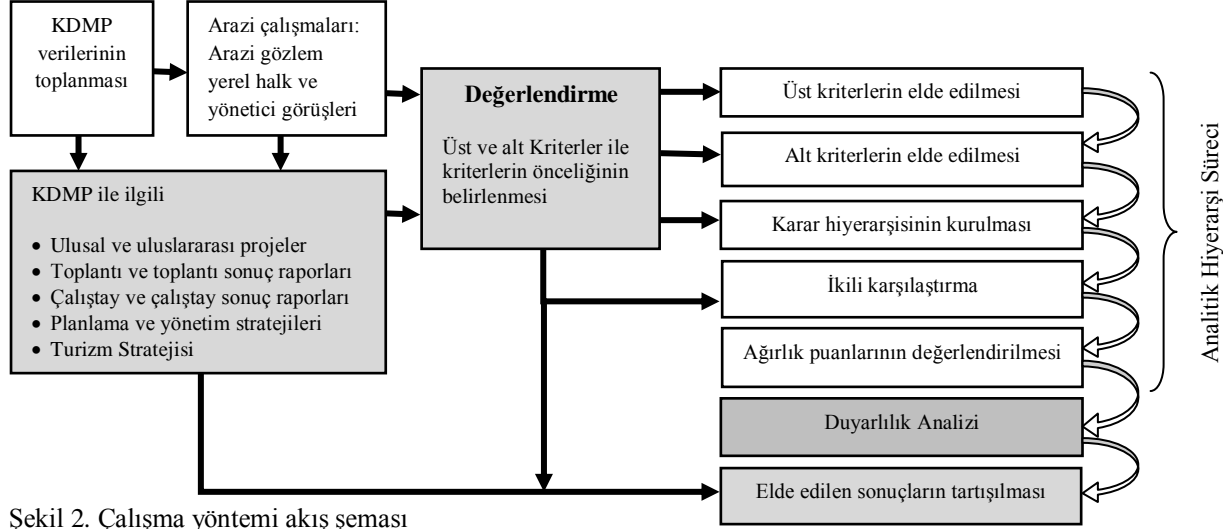 KDMP
verilerinin
toplanması
Arazi çalışmaları:
Arazi gözlem
yerel halk ve
yönetici görüşleri
KDMP ile ilgili
• Ulusal ve uluslararası projeler
• Toplantı ve toplantı sonuç raporları
• Çalıştay ve çalıştay sonuç raporları
• Planlama ve yönetim stratejileri
• Turizm Stratejisi
Değerlendirme
Üst ve alt Kriterler ile
kriterlerin önceliğinin
belirlenmesi
Üst kriterlerin elde edilmesi
Alt kriterlerin elde edilmesi
Karar hiyerarşisinin kurulması
İkili karşılaştırma
Ağırlık puanlarının değerlendirilmesi
Duyarlılık Analizi
Elde edilen sonuçların tartışılması
Analitik Hiyerarşi Süreci
Şekil 2. Çalışma yöntemi akış şeması